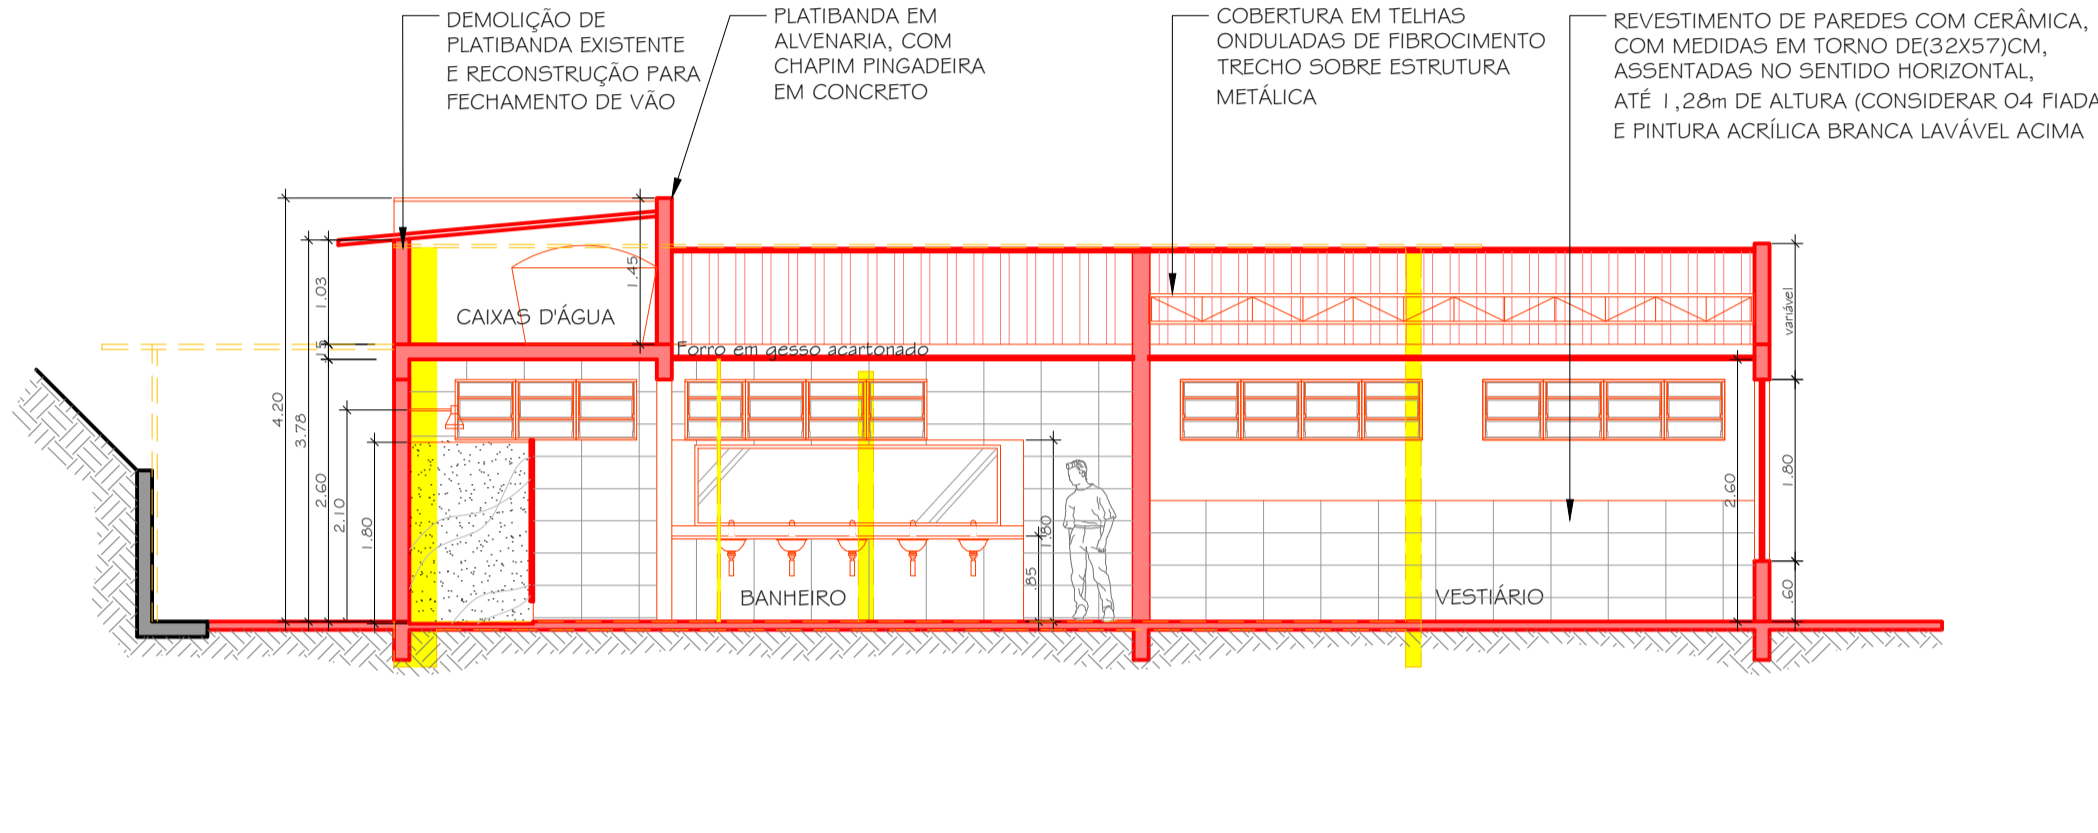 DEMOLIÇÃO DE
PLATIBANDA EXISTENTE
E RECONSTRUÇÃO PARA
FECHAMENTO DE VÃO
PLATIBANDA EM
ALVENARIA, COM
CHAPIM PINGADEIRA
EM CONCRETO
COBERTURA EM TELHAS
ONDULADAS DE FIBROCIMENTO
TRECHO SOBRE ESTRUTURA
METÁLICA
REVESTIMENTO DE PAREDES COM CERÂMICA,
COM MEDIDAS EM TORNO DE(32X57)CM,
ASSENTADAS NO SENTIDO HORIZONTAL,
ATÉ 1,28m DE ALTURA (CONSIDERAR 04 FIADA
E PINTURA ACRÍLICA BRANCA LAVÁVEL ACIMA
4.20
3.78
1.03
15
2.60
2.10
1.80
1.45
CAIXAS D'ÁGUA
Forro em gesso acartonado
BANHEIRO
.85
1.80
VESTIÁRIO
2.60
variável
1.80
.60